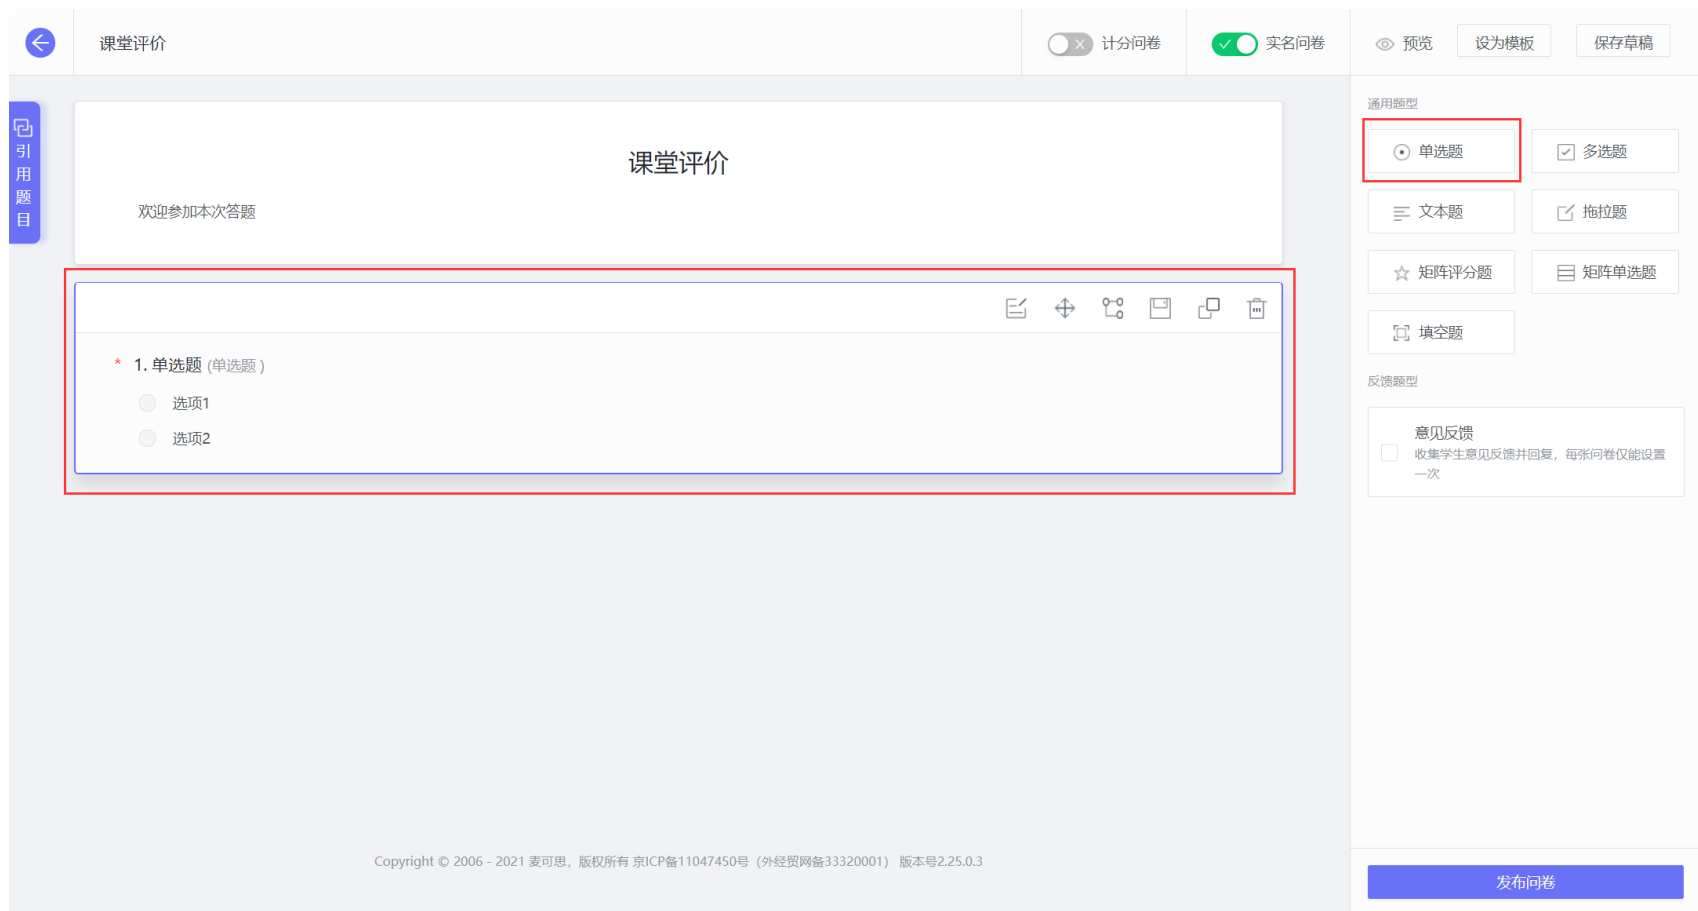 课堂评价
计分问卷
实名问卷
预览
设为模板
保存草稿
引用题目
课堂评价
欢迎参加本次答题
* 1. 单选题 (单选题 )
选项1
选项2
通用题型
单选题
多选题
文本题
拖拉题
矩阵评分题
矩阵单选题
填空题
反馈题型
意见反馈
收集学生意见反馈并回复，每张问卷仅能设置
一次
Copyright © 2006 - 2021 麦可思，版权所有 京ICP备11047450号（外经贸网备33320001） 版本号2.25.0.3
发布问卷